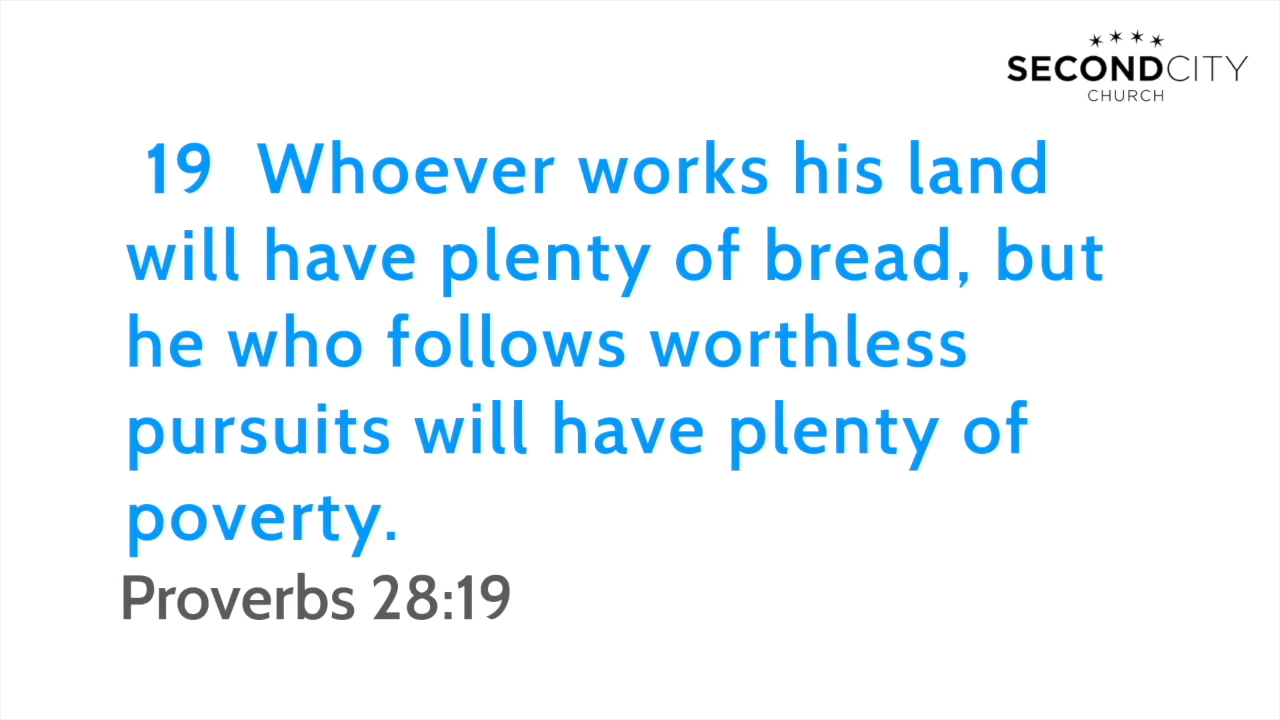 SECONDCITY
CHURCH
19 Whoever works his land
will have plenty of bread, but
he who follows worthless
pursuits will have plenty of
poverty.
Proverbs 28:19